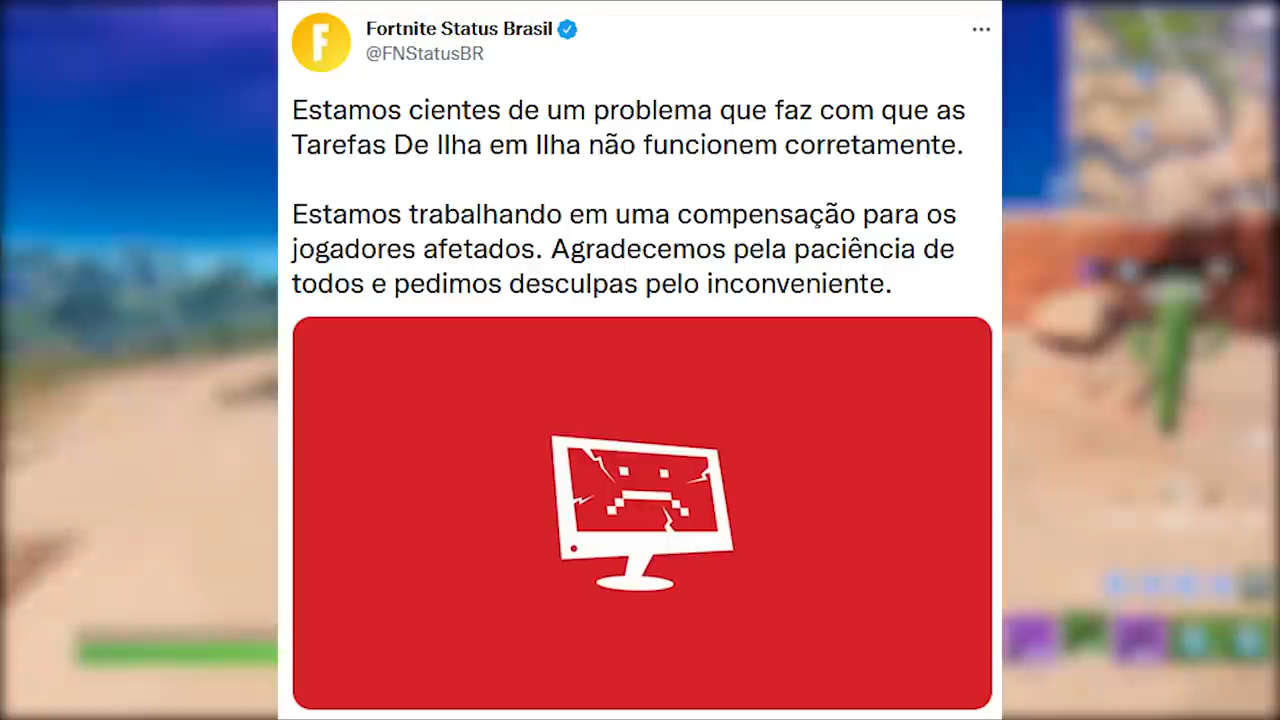 Fortnite Status Brasil
@FNStatusBR
Estamos cientes de um problema que faz com que as
Tarefas De Ilha em Ilha não funcionem corretamente.
Estamos trabalhando em uma compensação para os
jogadores afetados. Agradecemos pela paciência de
todos e pedimos desculpas pelo inconveniente.